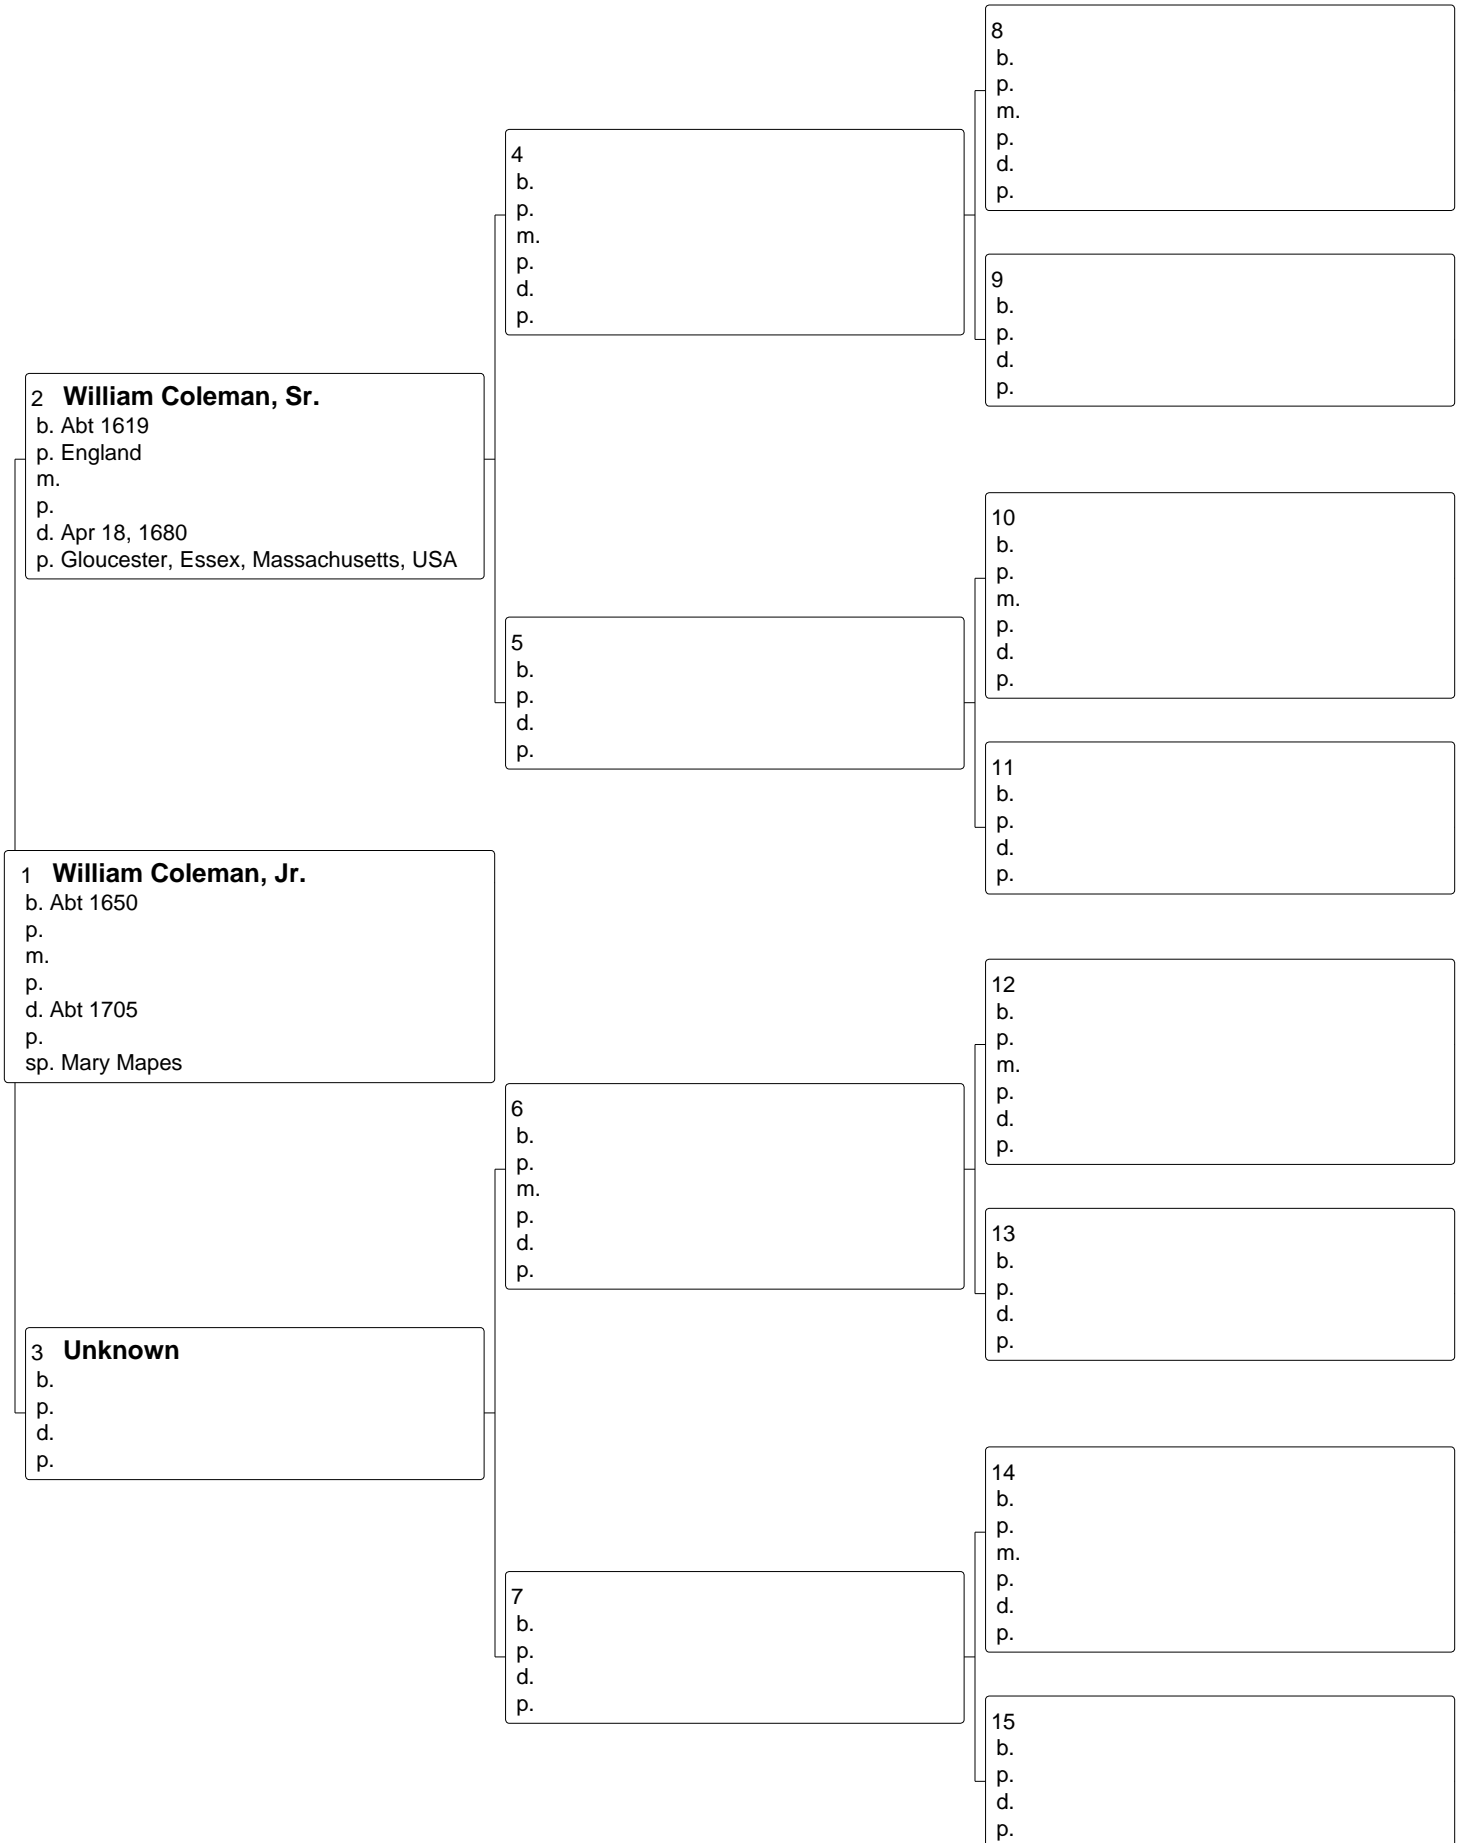 8
b.
p.
m.
p.
d.
p.
4
b.
p.
m.
p.
d.
p.
9
b.
p.
d.
p.
2 William Coleman, Sr.
b. Abt 1619
p. England
m.
p.
d. Apr 18, 1680
p. Gloucester, Essex, Massachusetts, USA
10
b.
p.
m.
p.
d.
p.
5
b.
p.
d.
p.
11
b.
p.
d.
p.
1 William Coleman, Jr.
b. Abt 1650
p.
m.
p.
d. Abt 1705
p.
sp. Mary Mapes
12
b.
p.
m.
p.
d.
p.
6
b.
p.
m.
p.
d.
p.
13
b.
p.
d.
p.
3 Unknown
b.
p.
d.
p.
14
b.
p.
m.
p.
d.
p.
7
b.
p.
d.
p.
15
b.
p.
d.
p.